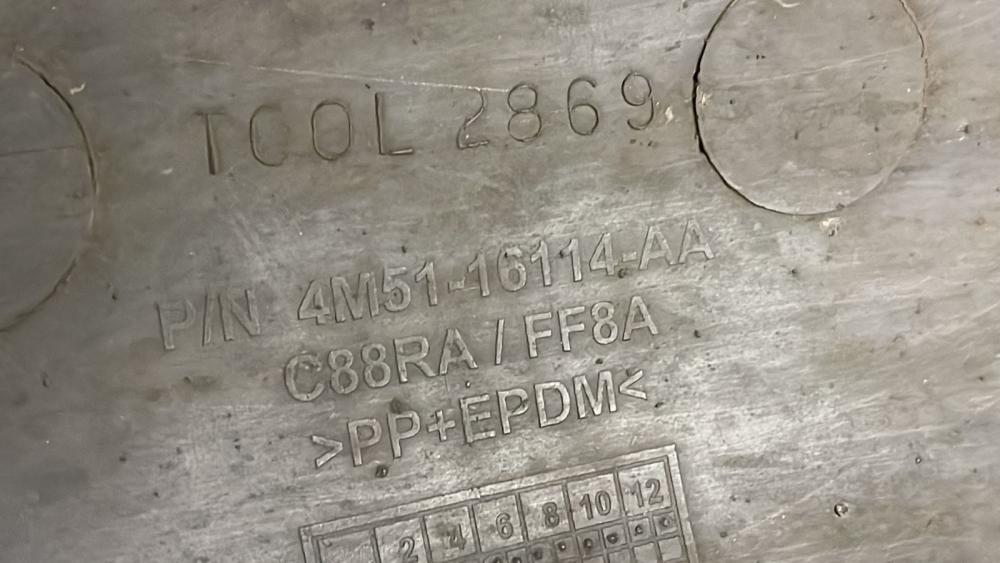 TOOL 2869
P/N 4M51-16114-AA
C88RA / FF8A
>PP+EPDM<
2 4 6 8 10 12